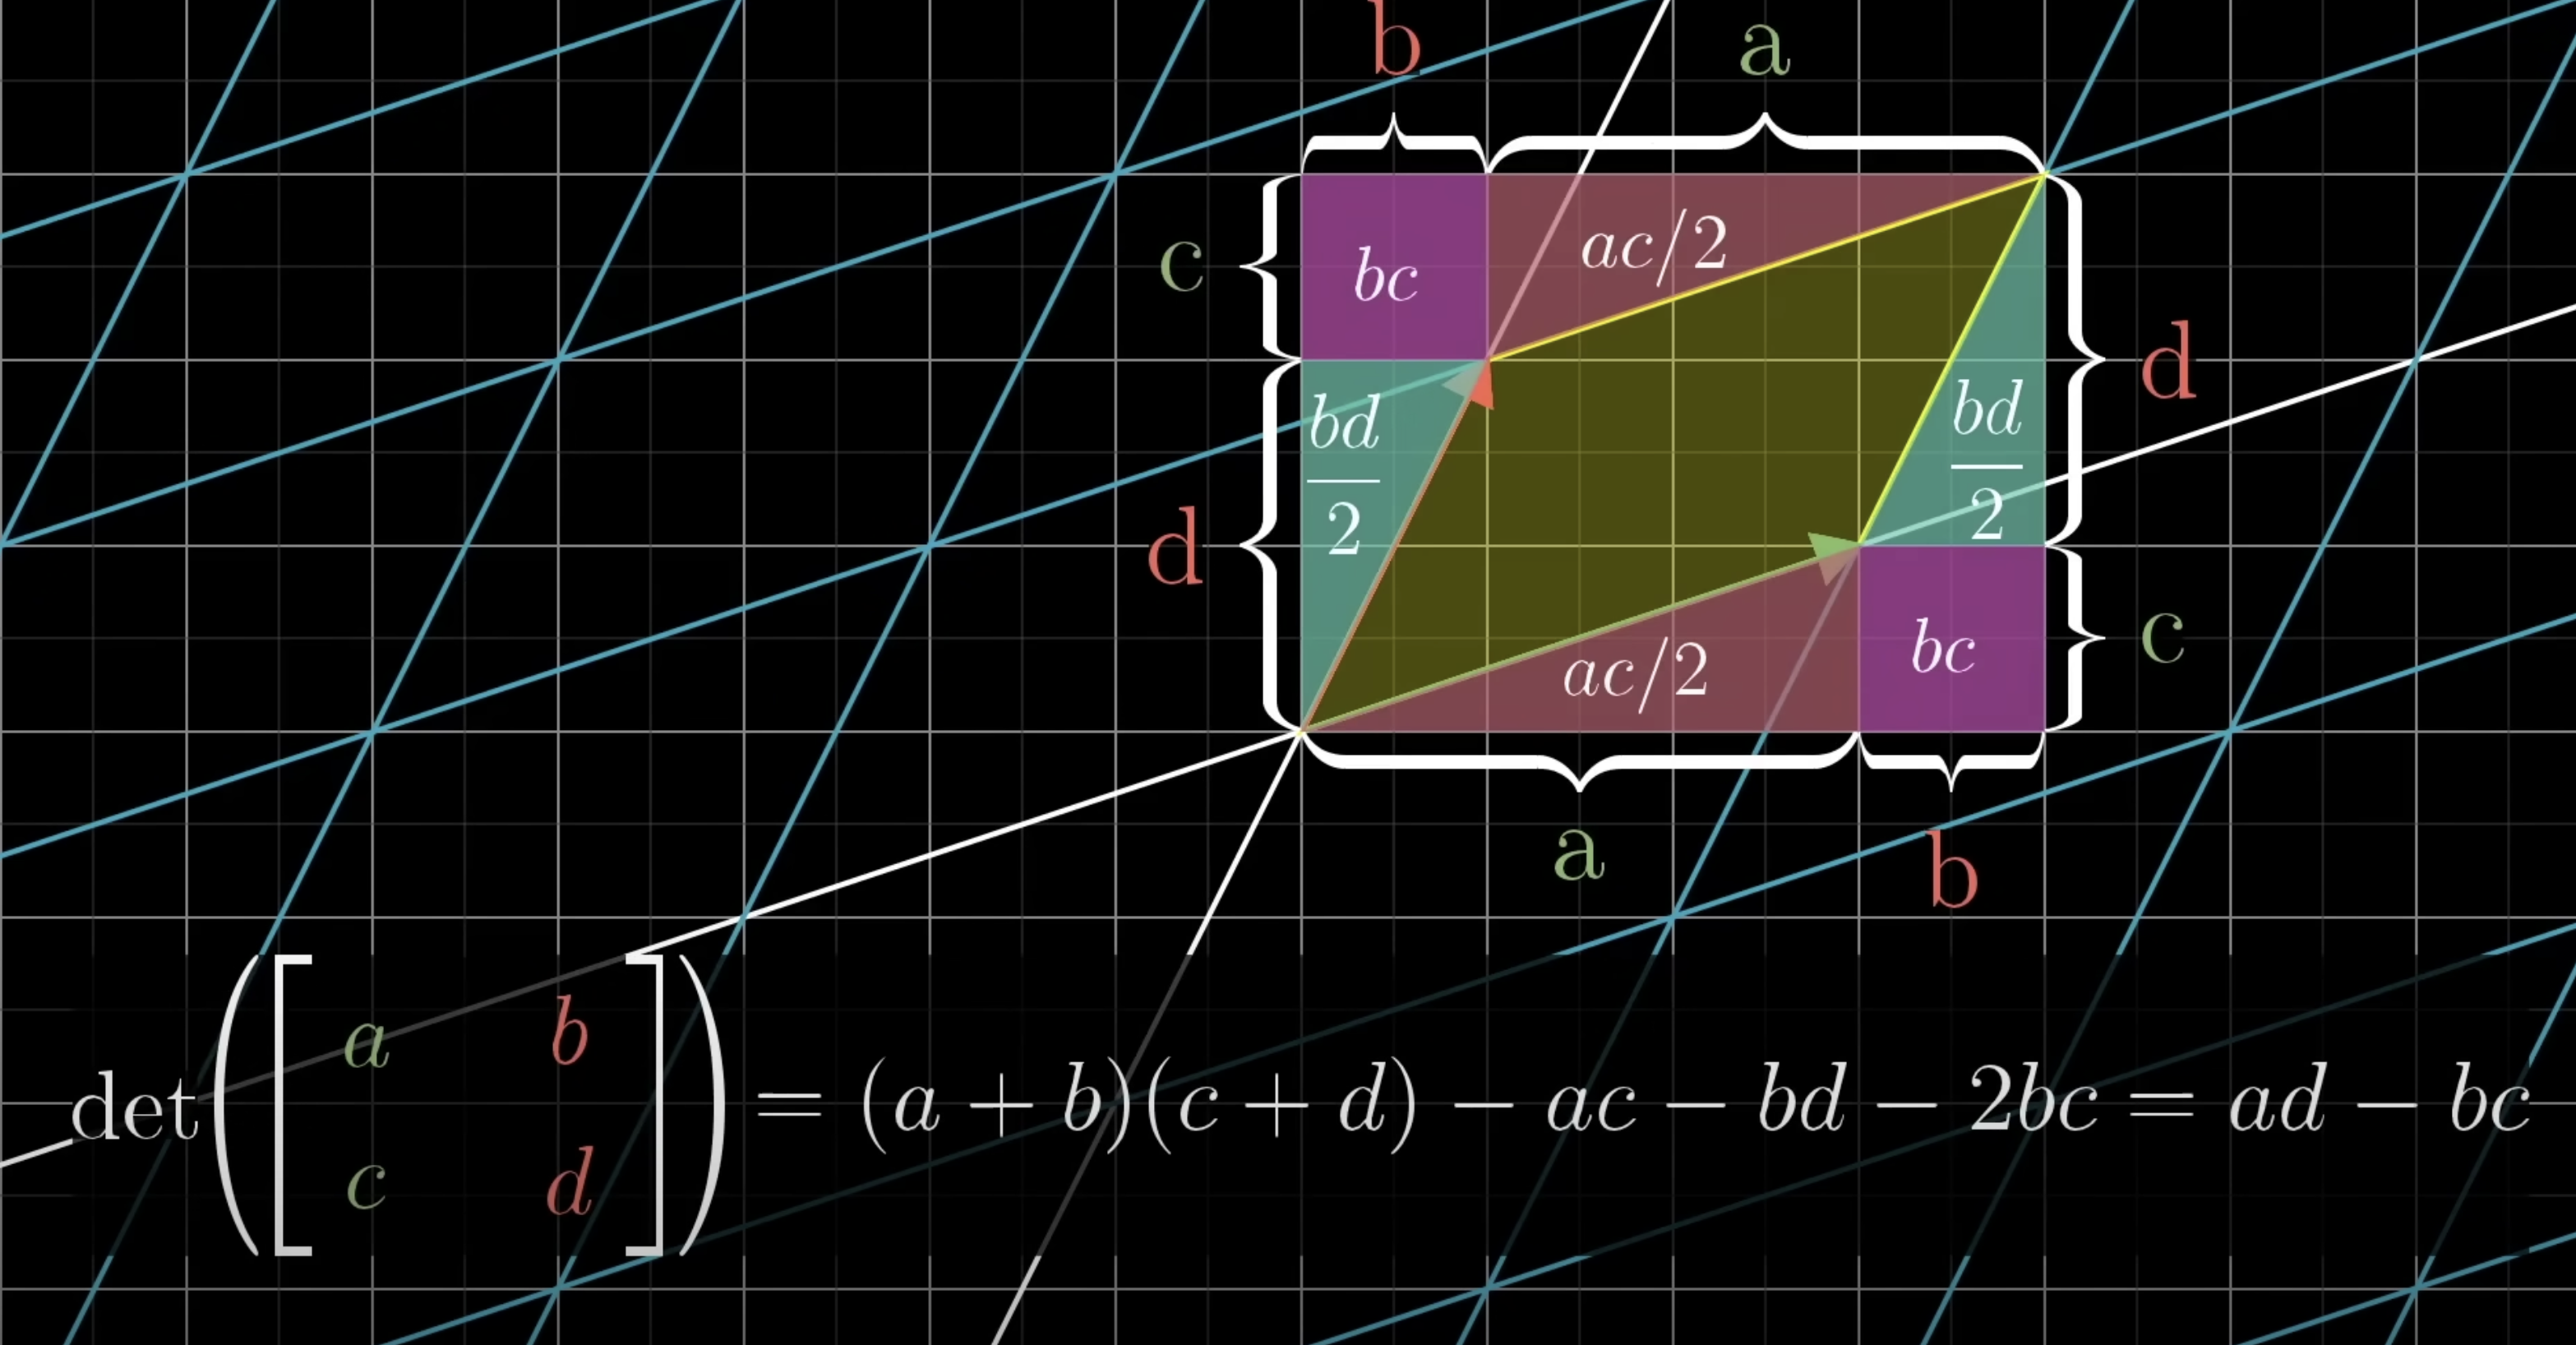 b a
c bc ac/2
bd/2 bd/2 d
d
ac/2 bc c
a b
det([a b
c d]) = (a + b)(c + d) − ac − bd − 2bc = ad − bc